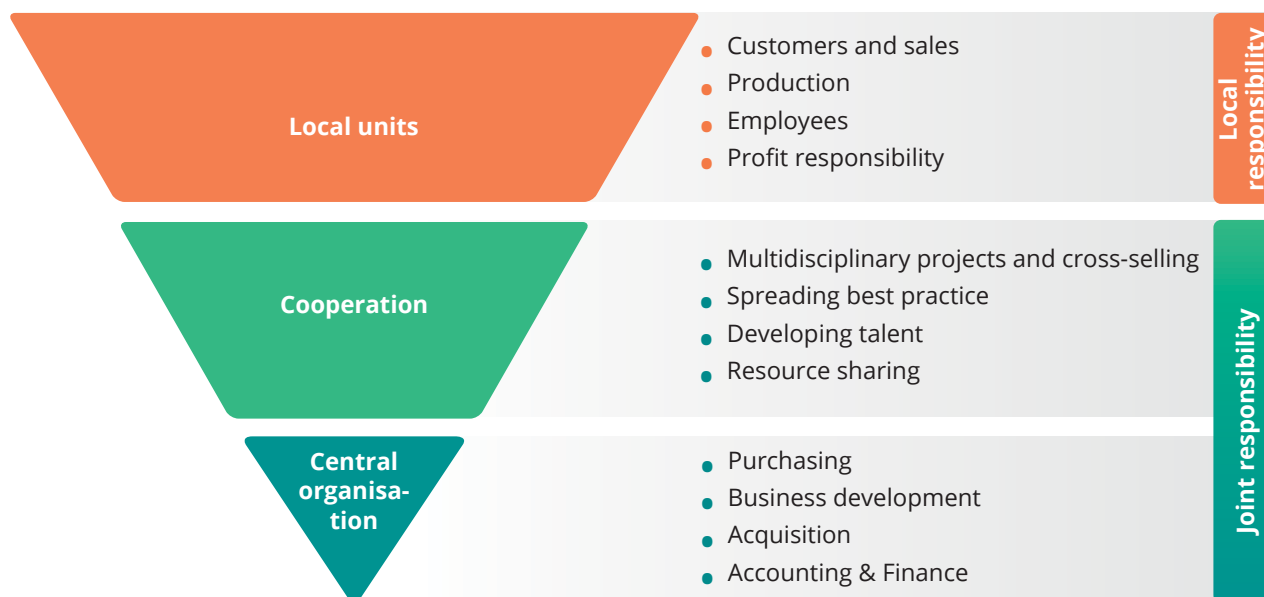 Local units
Customers and sales
Production
Employees
Profit responsibility
Local
responsibility
Cooperation
Multidisciplinary projects and cross-selling
Spreading best practice
Developing talent
Resource sharing
Central
organisa-
tion
Purchasing
Business development
Acquisition
Accounting & Finance
Joint responsibility